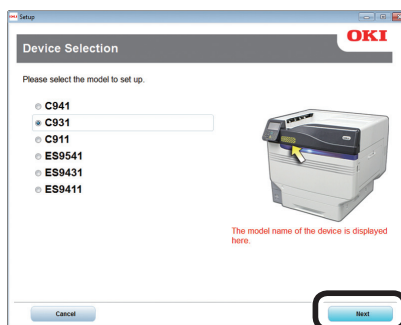 OKI Setup
OKI
Device Selection
Please select the model to set up.
C941
C931
C911
ES9541
ES9431
ES9411
The model name of the device is displayed
here.
Cancel
Next